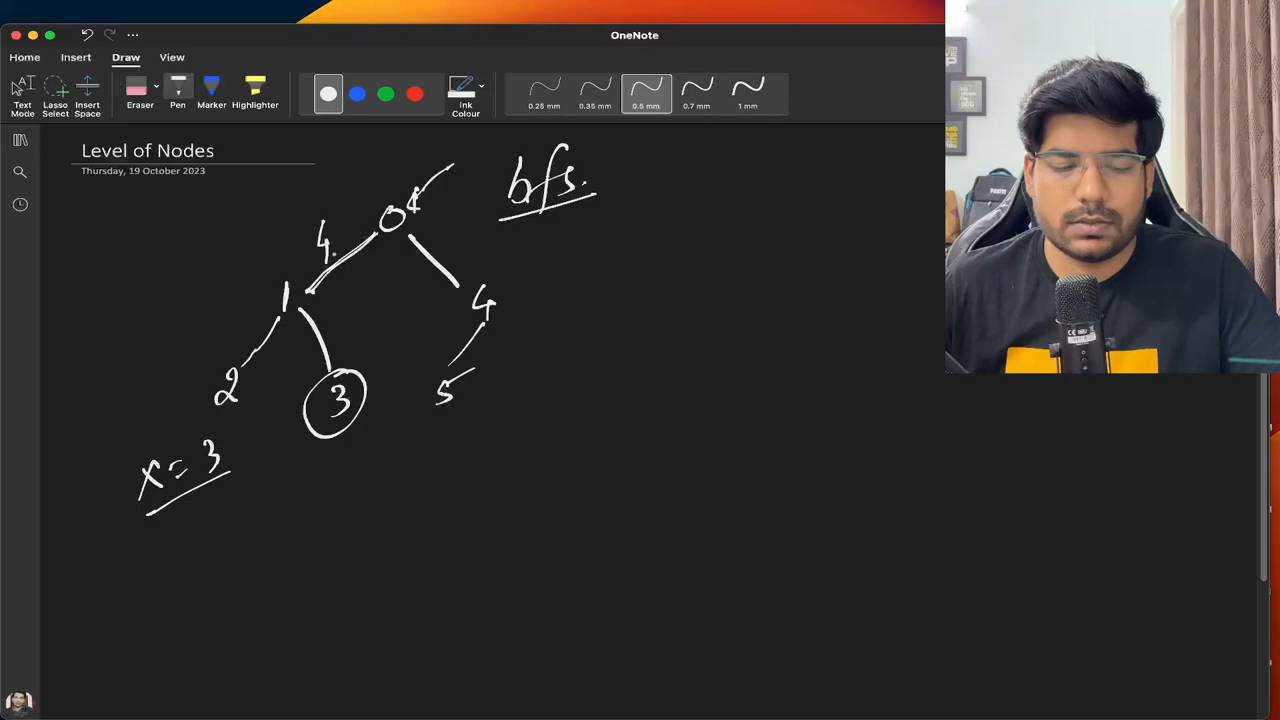 OneNote
Home Insert Draw View
Text Mode
Lasso Select
Insert Space
Eraser
Pen
Marker
Highlighter
Ink Colour
0.25 mm
0.35 mm
0.5 mm
0.7 mm
1 mm
Level of Nodes
Thursday, 19 October 2023
bfs.
0
4.
1 4
2 3 5
x = 3